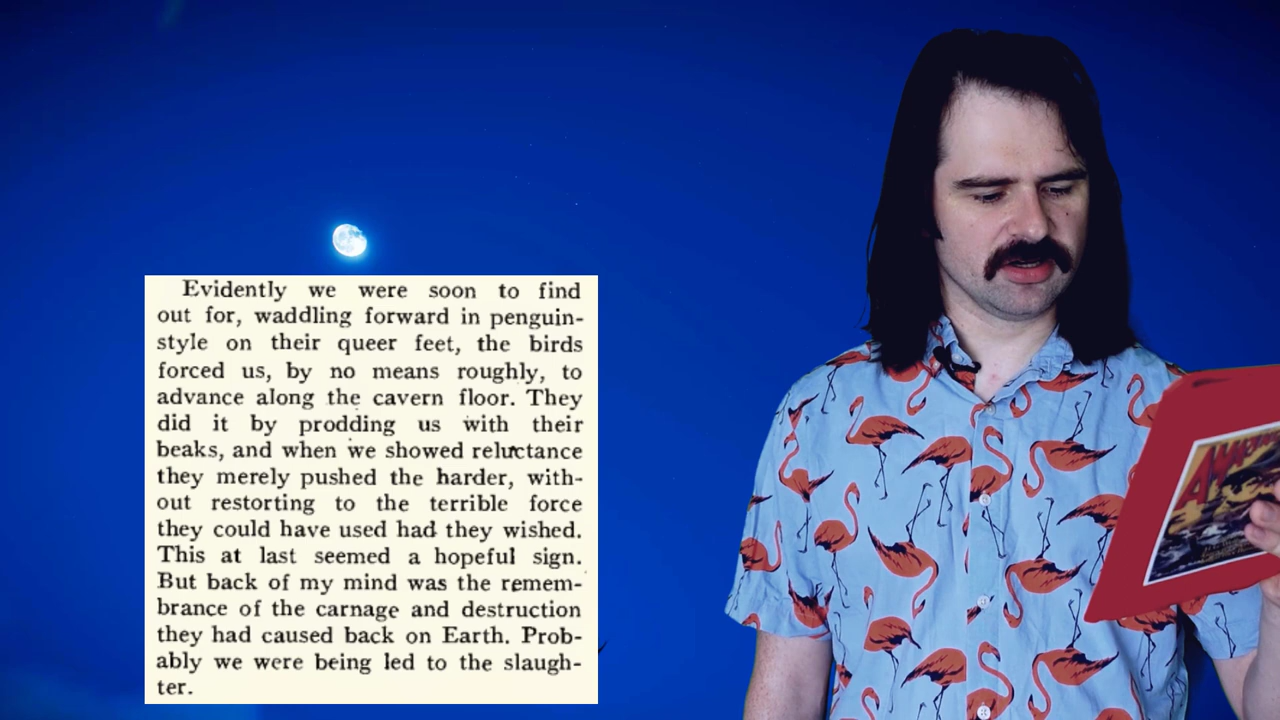 Evidently we were soon to find
out for, waddling forward in penguin-
style on their queer feet, the birds
forced us, by no means roughly, to
advance along the cavern floor. They
did it by prodding us with their
beaks, and when we showed reluctance
they merely pushed the harder, with-
out restorting to the terrible force
they could have used had they wished.
This at last seemed a hopeful sign.
But back of my mind was the remem-
brance of the carnage and destruction
they had caused back on Earth. Prob-
ably we were being led to the slaugh-
ter.